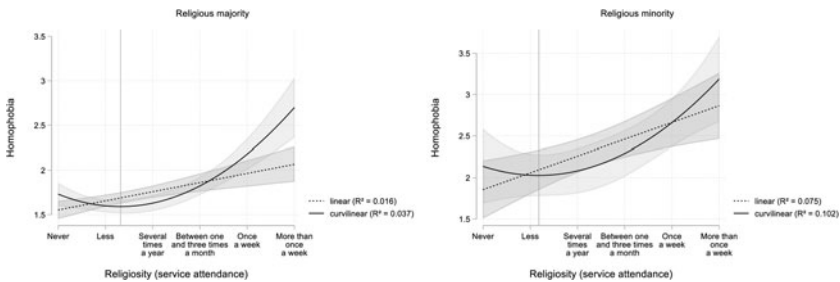 Religious majority
3.5
3
2.5
2
1.5
Homophobia
Never
Less
Several
times
a year
Between one
and three times
a month
Once
a week
More than
once
a week
Religiosity (service attendance)
linear (R² = 0.016)
curvilinear (R² = 0.037)
Religious minority
3.5
3
2.5
2
1.5
Homophobia
Never
Less
Several
times
a year
Between one
and three times
a month
Once
a week
More than
once
a week
Religiosity (service attendance)
linear (R² = 0.075)
curvilinear (R² = 0.102)